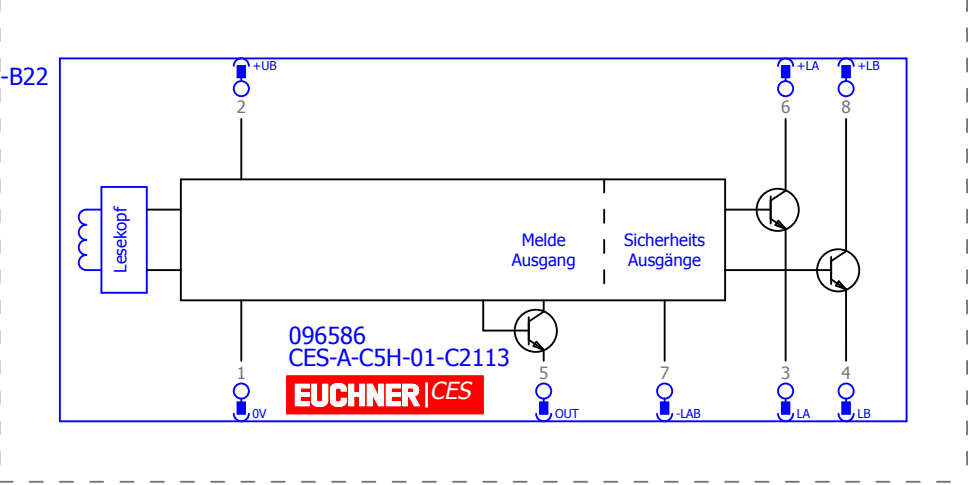 -B22
+UB
+LA
+LB
2
6
8
Lesekopf
Melde
Ausgang
Sicherheits
Ausgänge
096586
CES-A-C5H-01-C2113
EUCHNER|CES
1
5
7
3
4
0V
OUT
-LAB
LA
LB